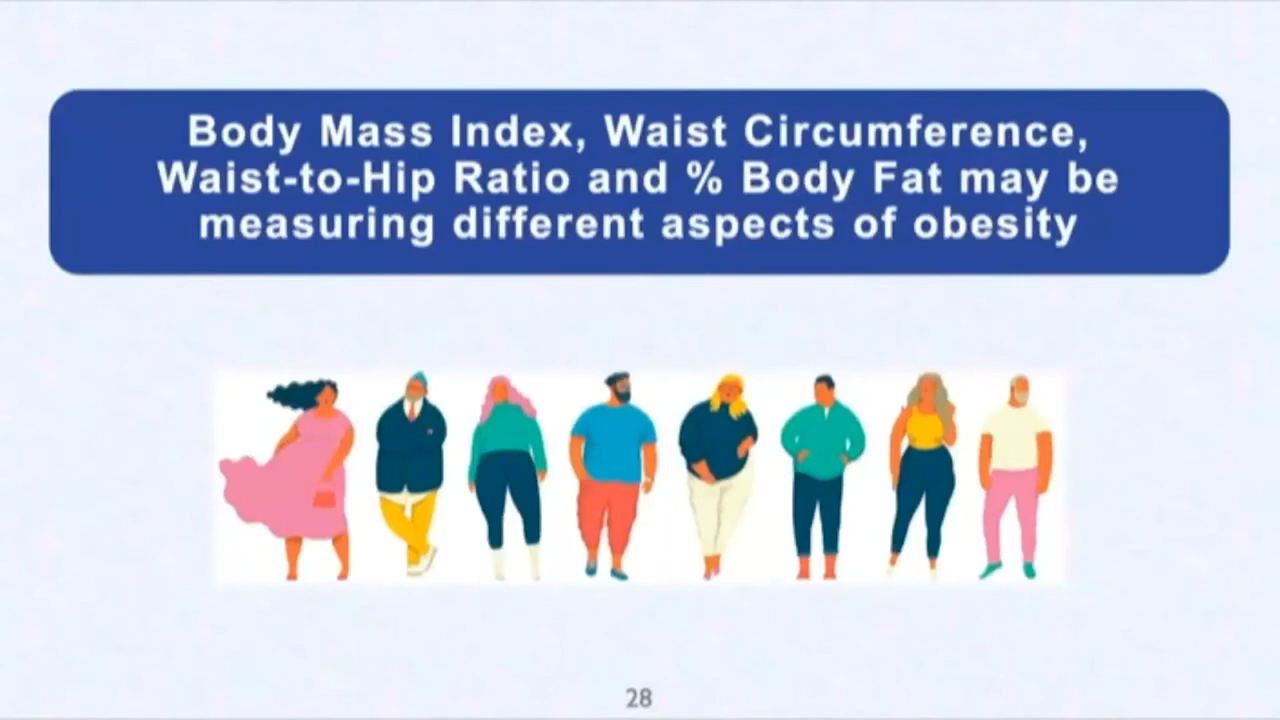 Body Mass Index, Waist Circumference,
Waist-to-Hip Ratio and % Body Fat may be
measuring different aspects of obesity
28